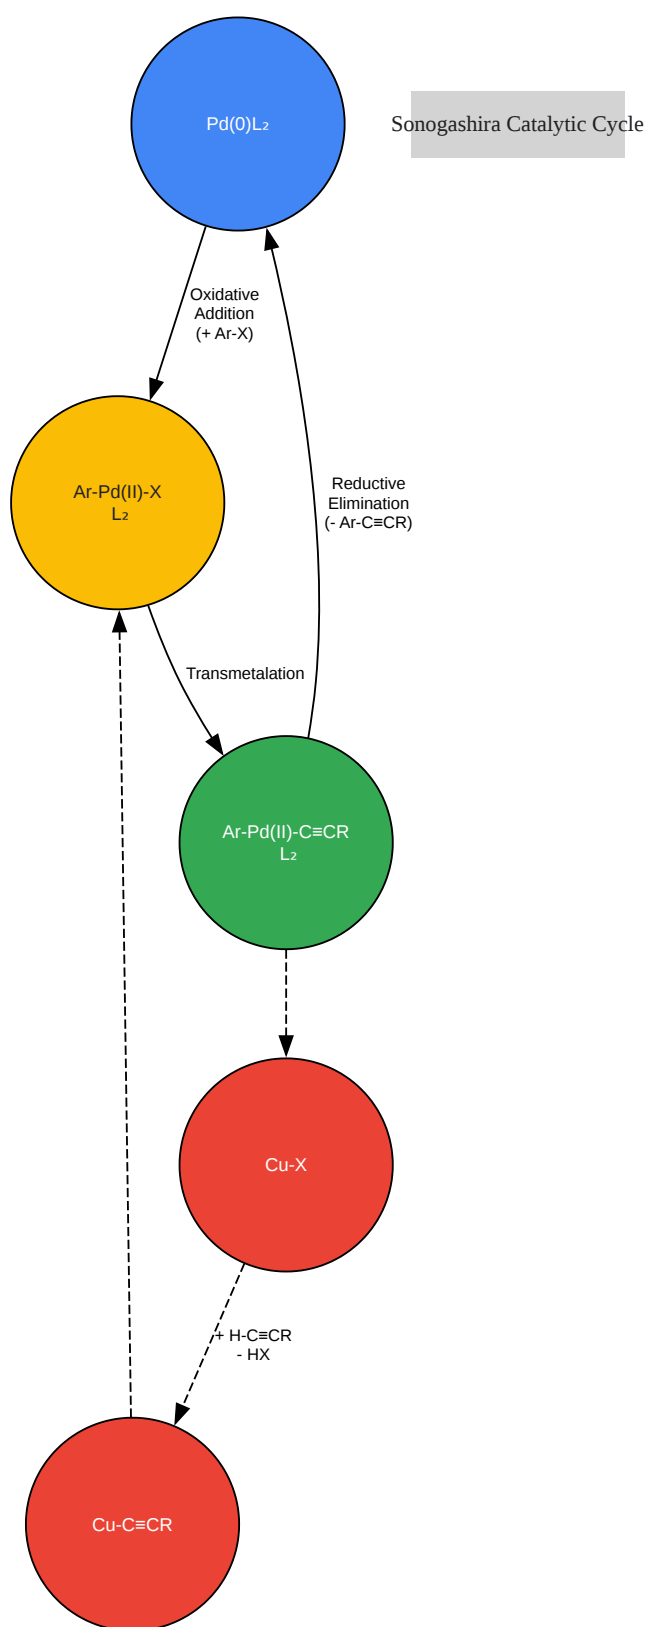 Pd(0)L₂
Sonogashira Catalytic Cycle
Oxidative
Addition
(+ Ar-X)
Reductive
Elimination
(- Ar-C≡CR)
Ar-Pd(II)-X
L₂
Transmetalation
Ar-Pd(II)-C≡CR
L₂
Cu-X
+ H-C≡CR
- HX
Cu-C≡CR